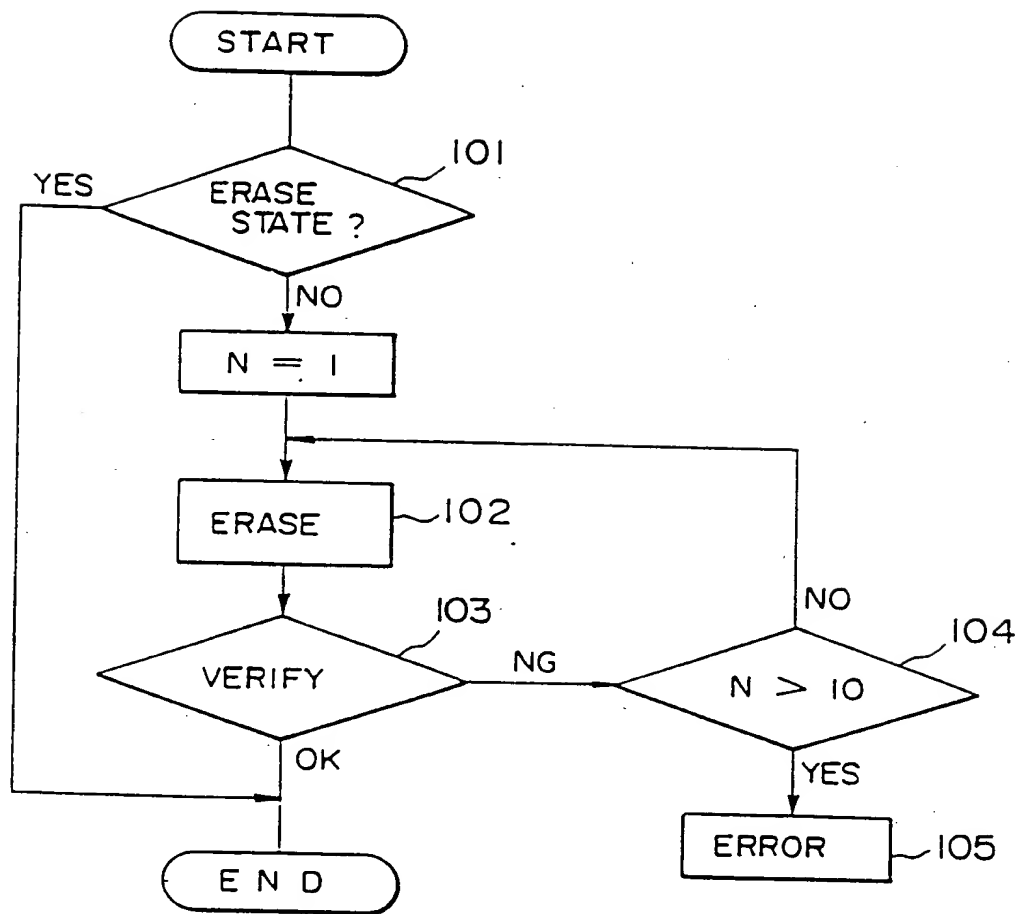 START
101
YES
ERASE
STATE ?
NO
N = 1
ERASE
102
103
VERIFY
NG
OK
NO
104
N > 10
YES
ERROR
105
END